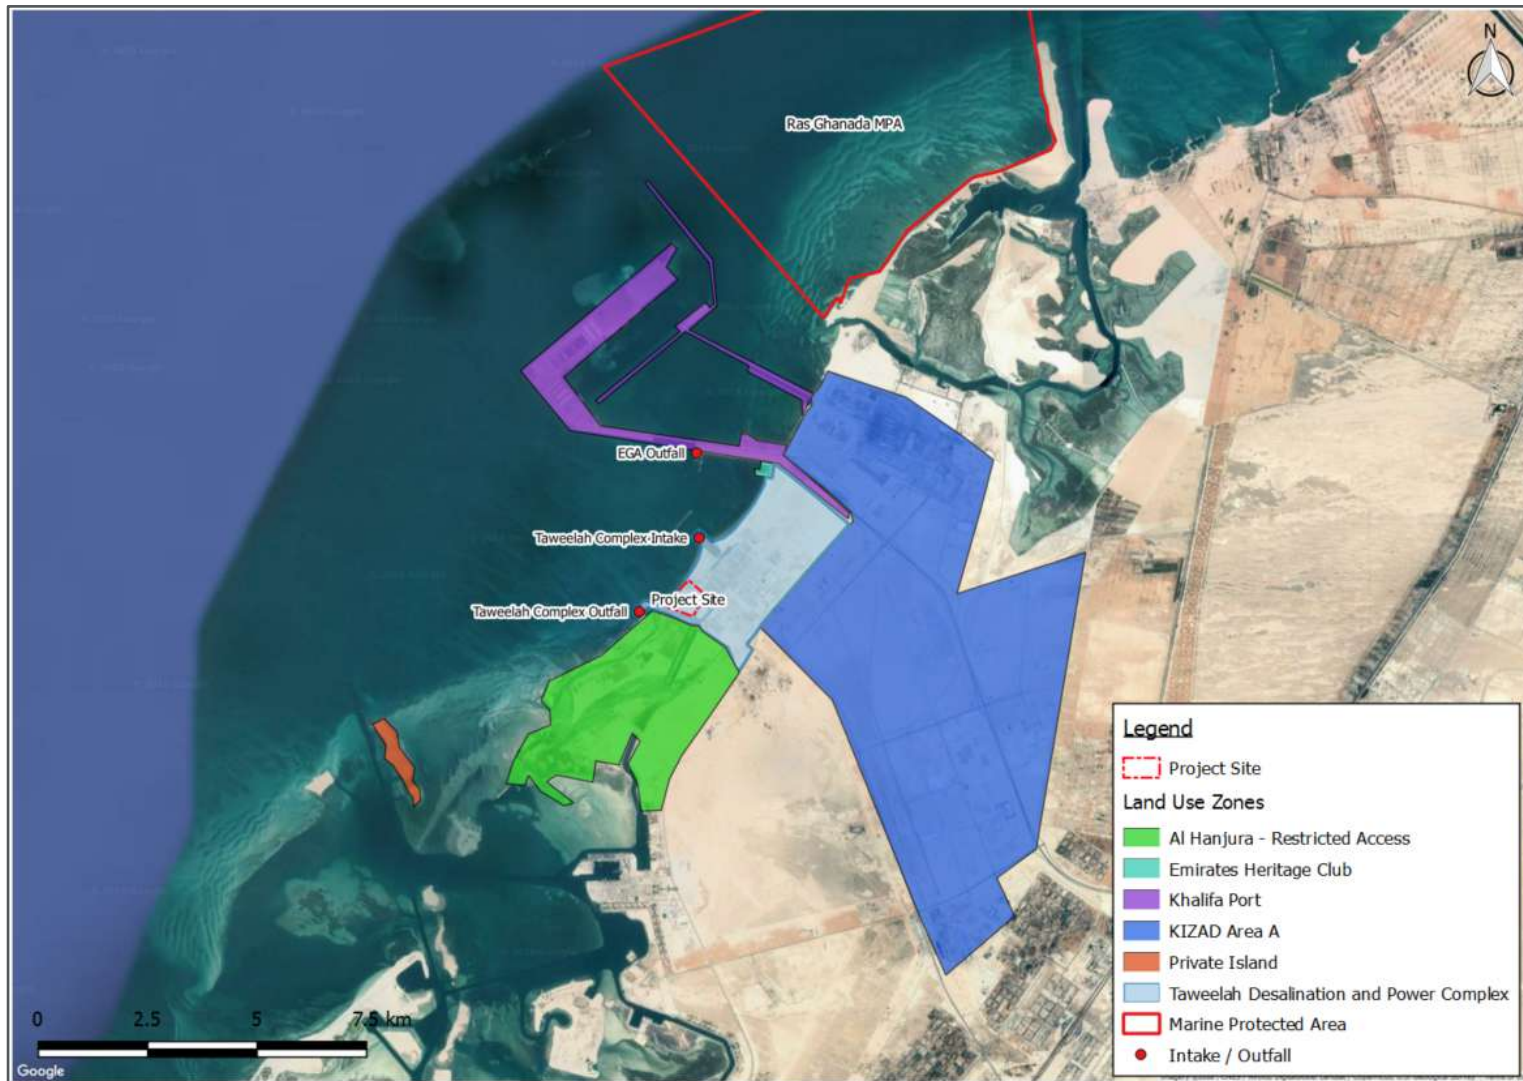 N
Ras Ghanada MPA
EGA Outfall
Taweelah Complex Intake
Project Site
Taweelah Complex Outfall
Legend
Project Site
Land Use Zones
Al Hanjura - Restricted Access
Emirates Heritage Club
Khalifa Port
KIZAD Area A
Private Island
Taweelah Desalination and Power Complex
Marine Protected Area
Intake / Outfall
0 2.5 5 7.5 km
Google